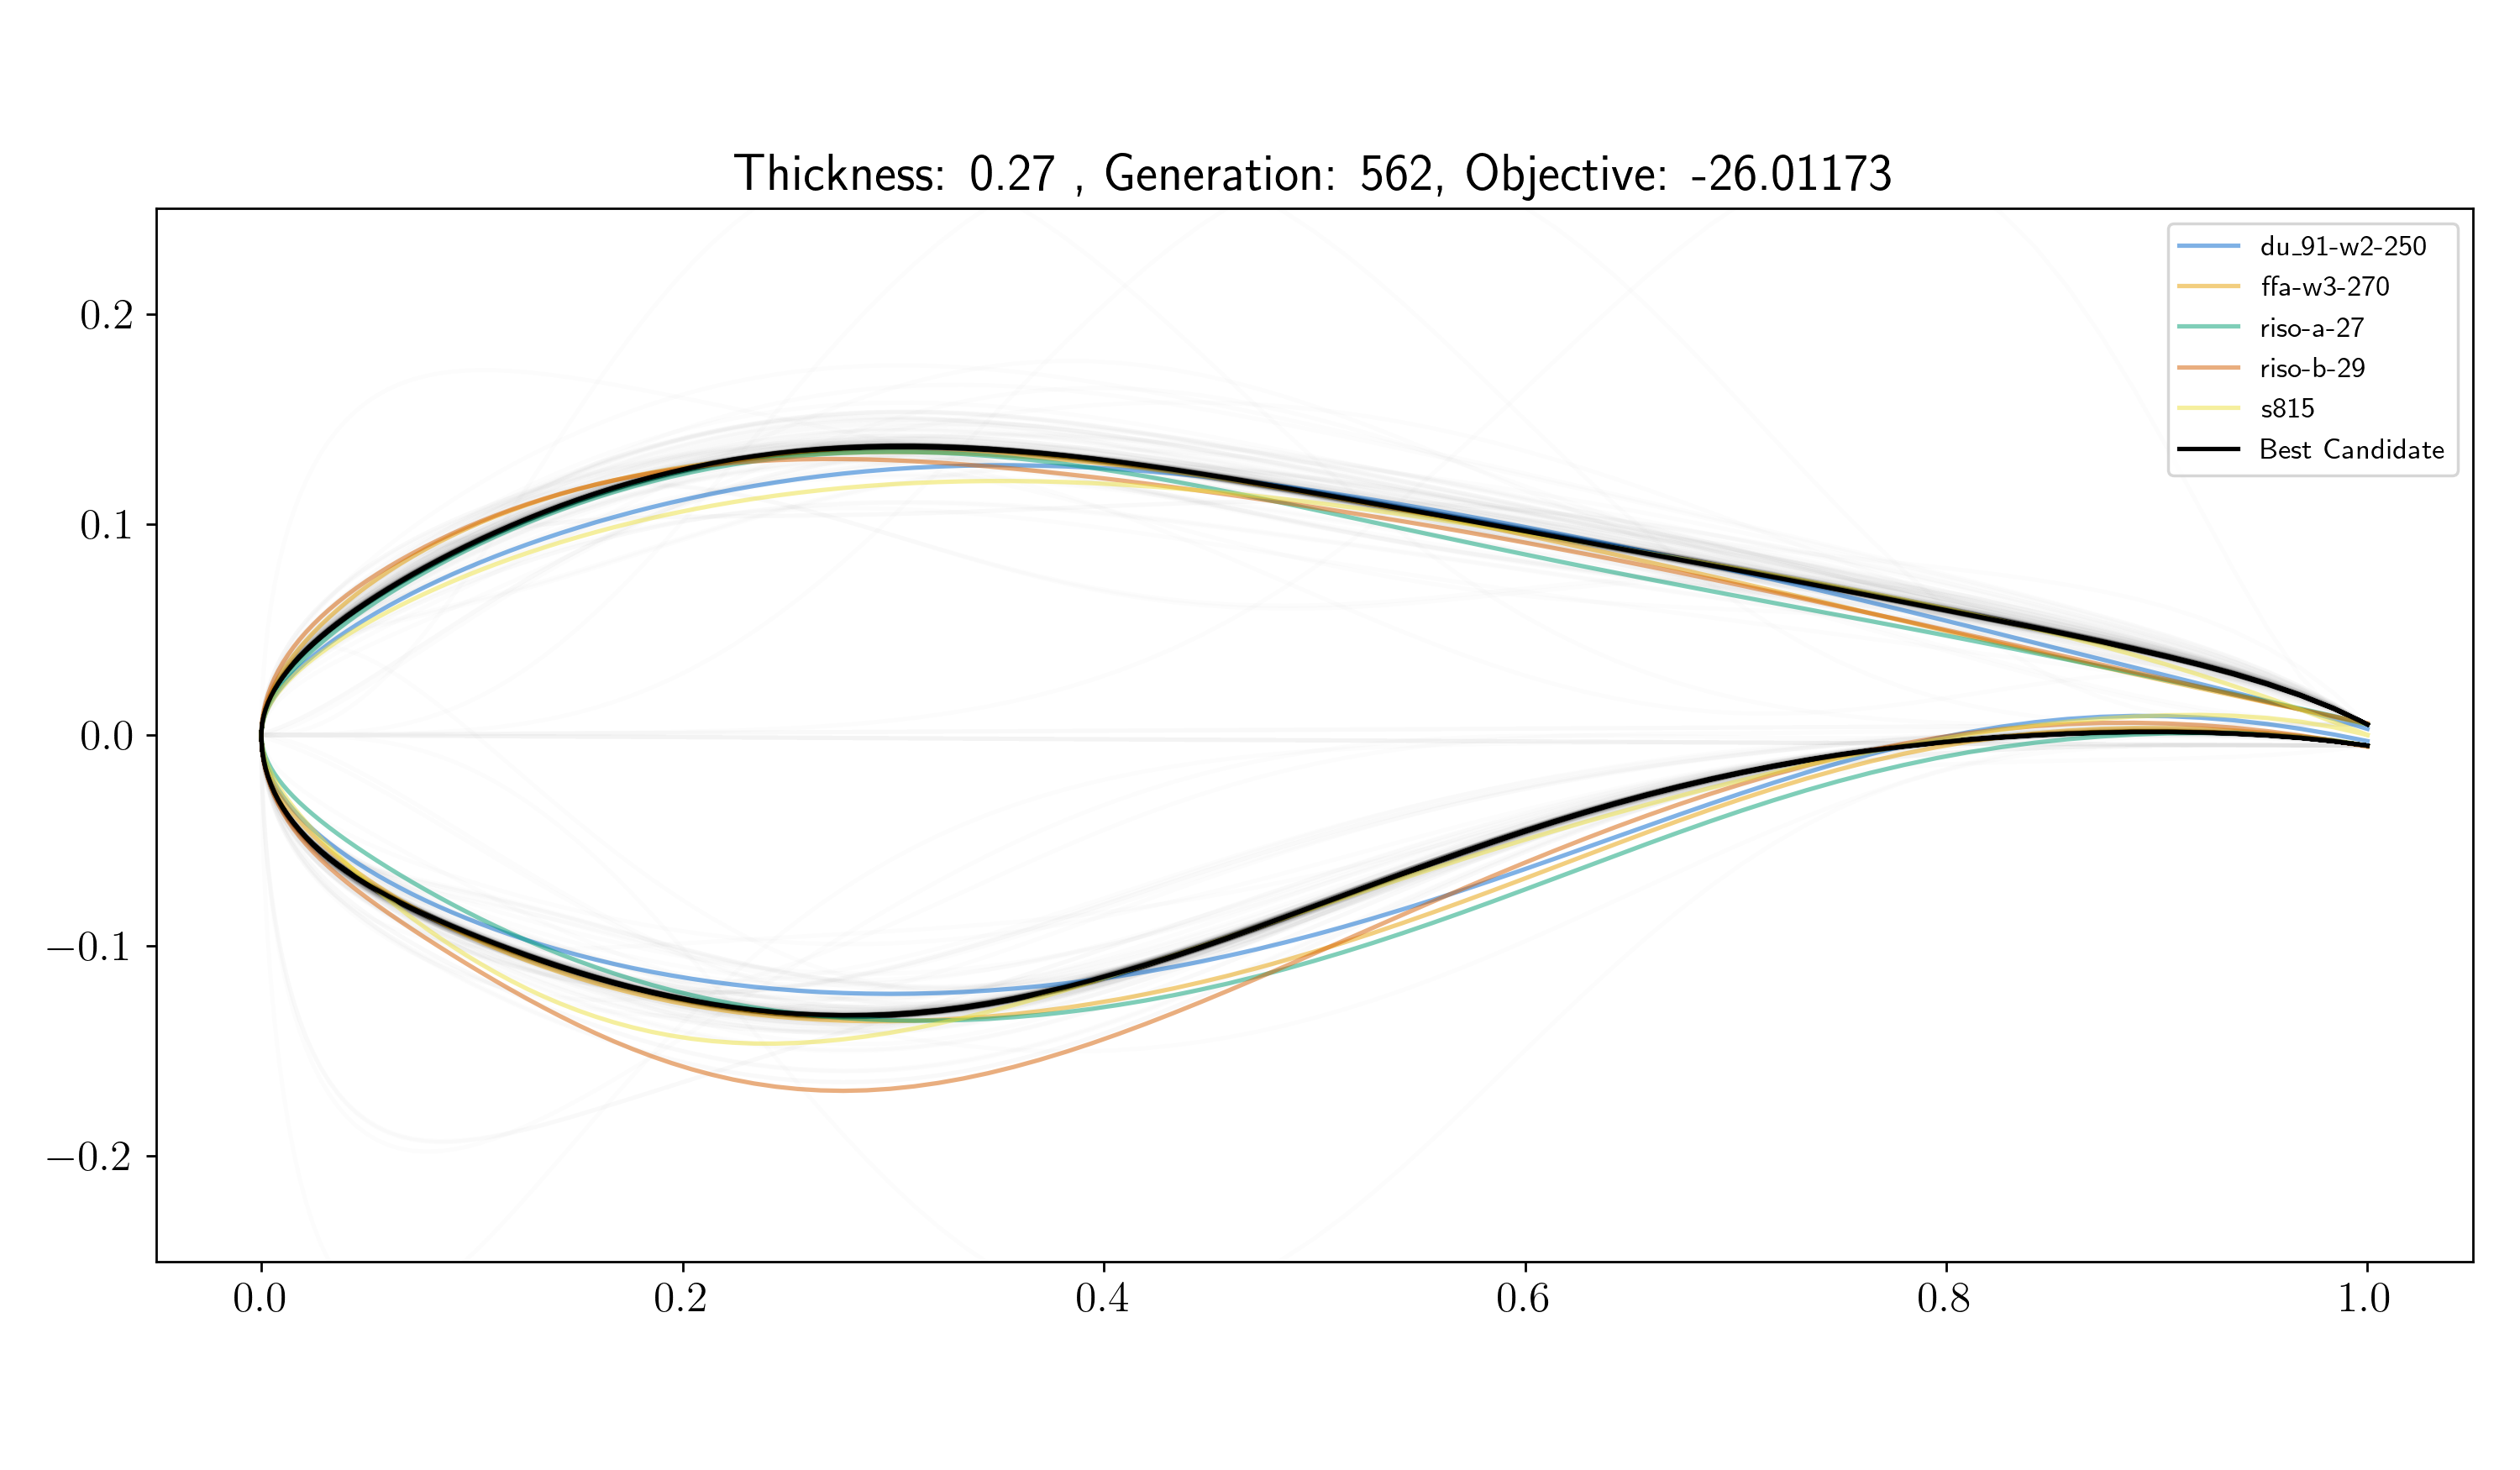 Thickness: 0.27 , Generation: 562, Objective: -26.01173
du_91-w2-250
ffa-w3-270
riso-a-27
riso-b-29
s815
Best Candidate
0.2
0.1
0.0
−0.1
−0.2
0.0 0.2 0.4 0.6 0.8 1.0